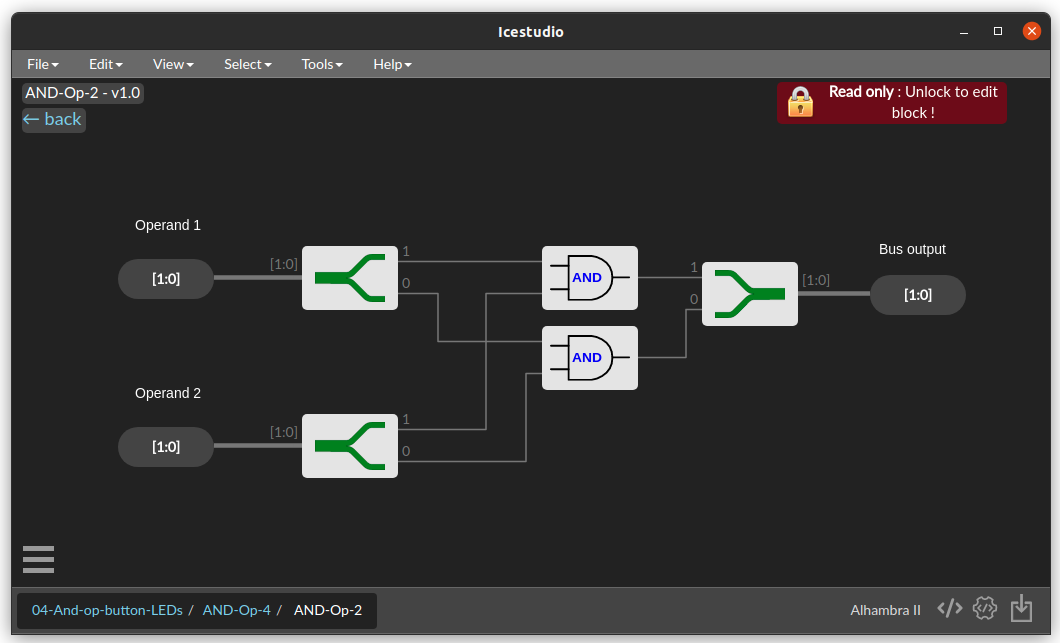 Icestudio
File Edit View Select Tools Help
AND-Op-2 - v1.0
← back
Read only : Unlock to edit
block !
Operand 1
[1:0]
[1:0]
1
0
AND
AND
1
0
Bus output
[1:0]
[1:0]
Operand 2
[1:0]
[1:0]
1
0
04-And-op-button-LEDs / AND-Op-4 / AND-Op-2
Alhambra II